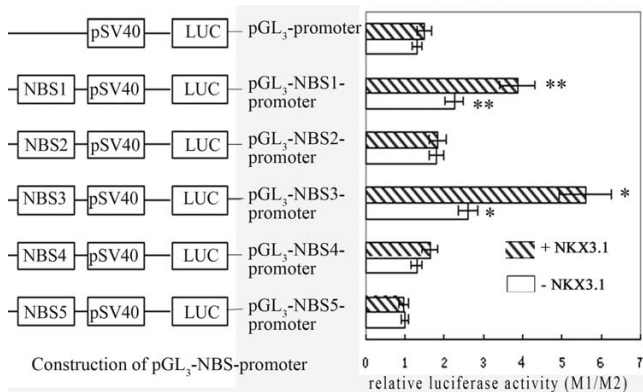 pSV40 LUC pGL3-promoter
NBS1 pSV40 LUC pGL3-NBS1-
promoter
**
**
NBS2 pSV40 LUC pGL3-NBS2-
promoter
NBS3 pSV40 LUC pGL3-NBS3-
promoter
*
*
NBS4 pSV40 LUC pGL3-NBS4-
promoter
+ NKX3.1
- NKX3.1
NBS5 pSV40 LUC pGL3-NBS5-
promoter
Construction of pGL3-NBS-promoter
0 1 2 3 4 5 6 7
relative luciferase activity (M1/M2)